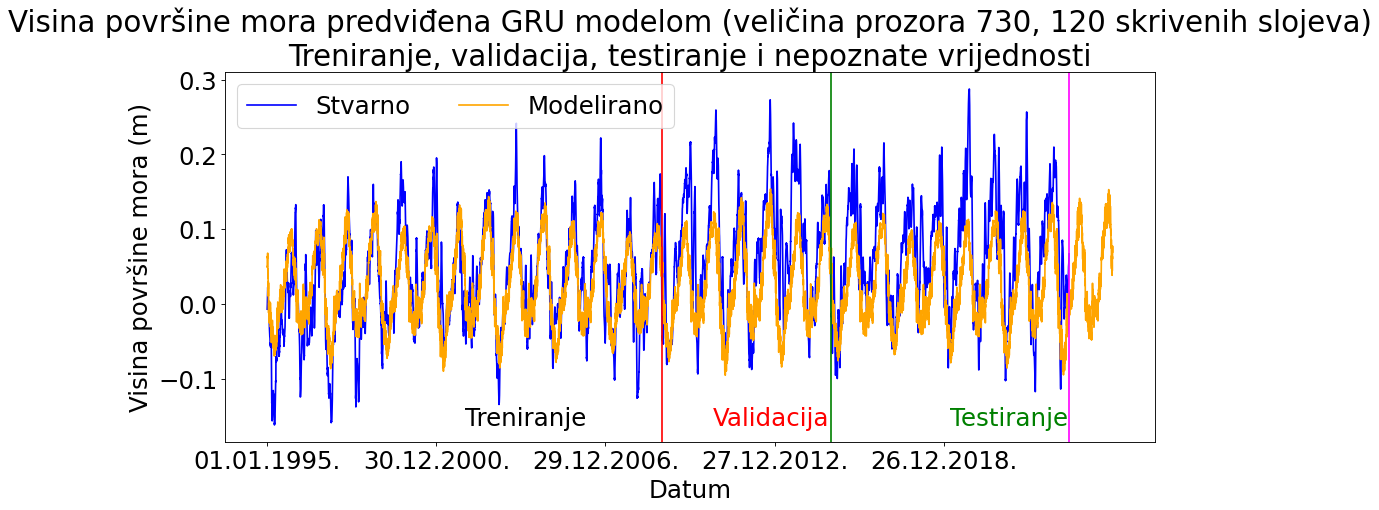 Visina površine mora predviđena GRU modelom (veličina prozora 730, 120 skrivenih slojeva)
Treniranje, validacija, testiranje i nepoznate vrijednosti
Stvarno Modelirano
Visina površine mora (m)
0.3
0.2
0.1
0.0
−0.1
Treniranje Validacija Testiranje
01.01.1995. 30.12.2000. 29.12.2006. 27.12.2012. 26.12.2018.
Datum